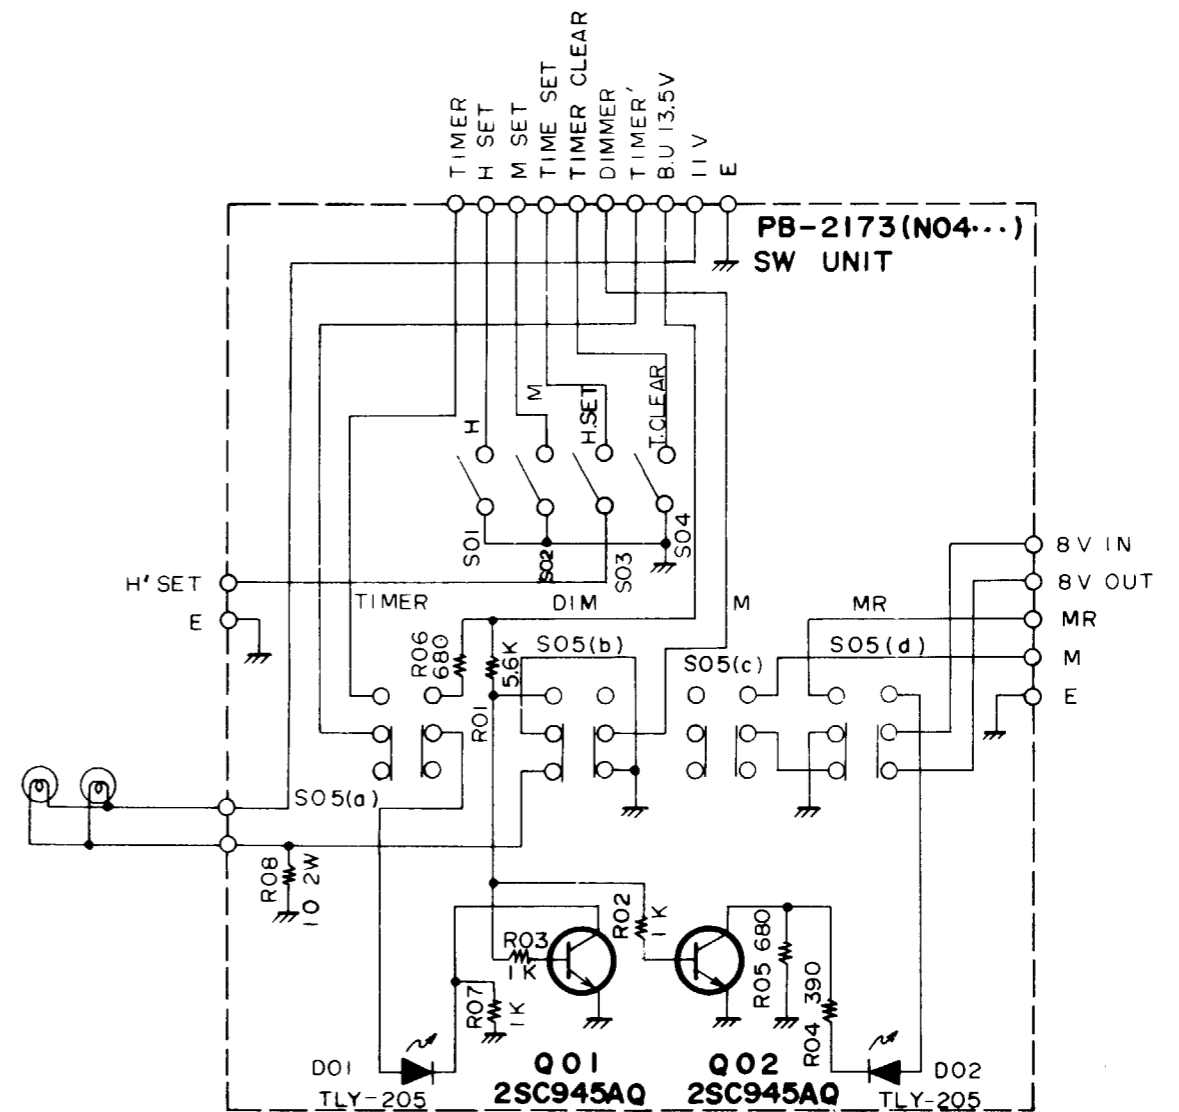 TIMER
H SET
M SET
TIME SET
TIMER CLEAR
DIMMER
TIMER'
B.U 13.5V
11V
E
PB-2173(N04···)
SW UNIT
H
M
H.SET
T.CLEAR
S01
S02
S03
S04
H' SET
E
8V IN
8V OUT
MR
M
E
TIMER
DIM
M
MR
R06
680
5.6K
R01
S05(b)
S05(c)
S05(d)
S05(a)
R08
10 2W
R03
1K
R02
1K
R05 680
R04 390
R07
1K
D01
TLY-205
Q01
2SC945AQ
Q02
2SC945AQ
D02
TLY-205